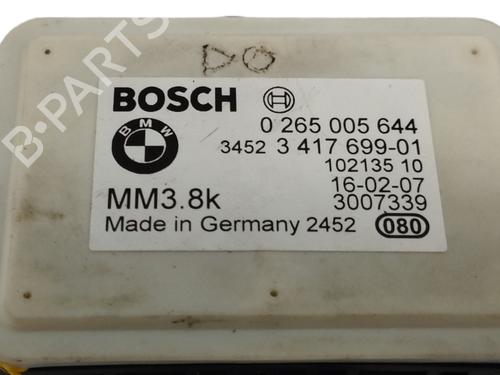 DO
B-PARTS
BOSCH
BMW
0 265 005 644
3452 3 417 699-01
102135 10
16-02-07
MM3.8k 3007339
Made in Germany 2452 080